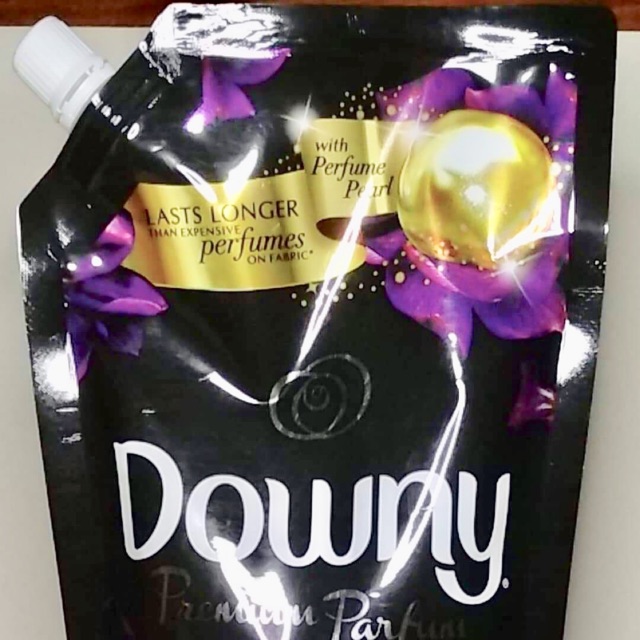 with
Perfume
Pearl
LASTS LONGER
THAN EXPENSIVE
perfumes
ON FABRIC*
Downy
Premium Parfum